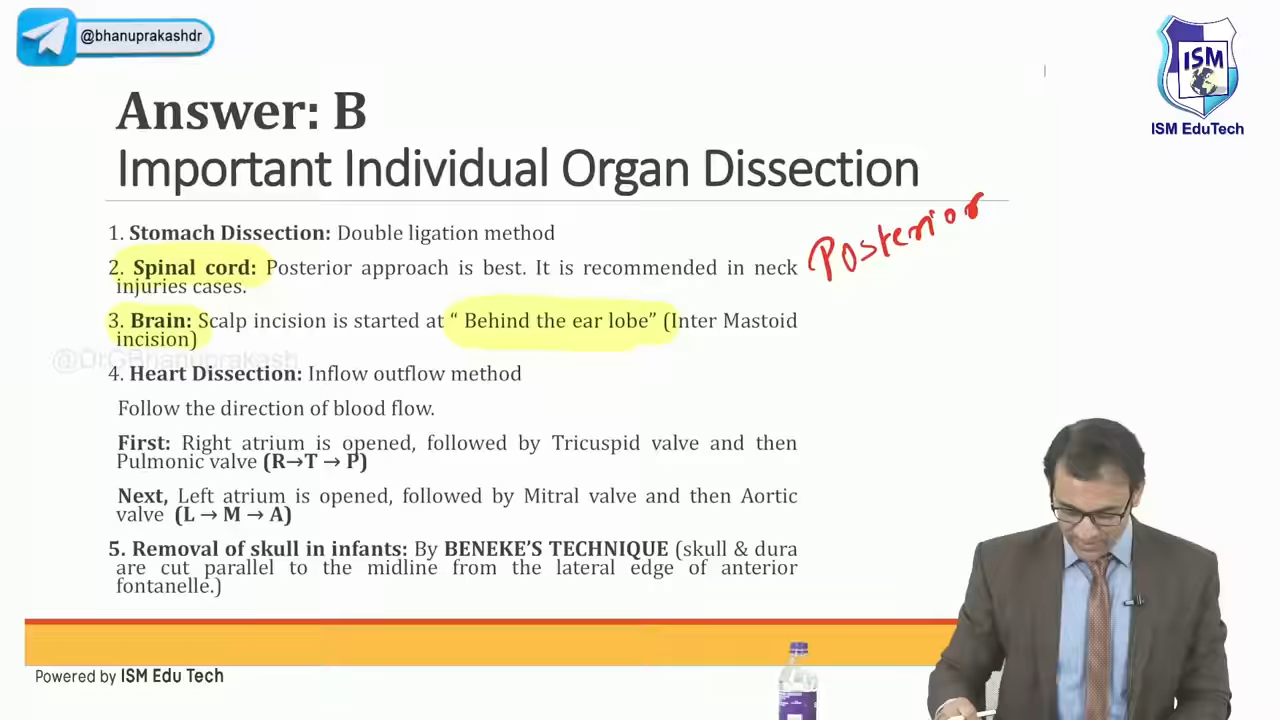 @bhanuprakashdr
ISM
ISM EduTech
Answer: B
Important Individual Organ Dissection
1. Stomach Dissection: Double ligation method
2. Spinal cord: Posterior approach is best. It is recommended in neck
injuries cases.
Posterior
3. Brain: Scalp incision is started at “ Behind the ear lobe” (Inter Mastoid
incision)
@DrGBhanuprakash
4. Heart Dissection: Inflow outflow method
Follow the direction of blood flow.
First: Right atrium is opened, followed by Tricuspid valve and then
Pulmonic valve (R→T → P)
Next, Left atrium is opened, followed by Mitral valve and then Aortic
valve (L → M → A)
5. Removal of skull in infants: By BENEKE’S TECHNIQUE (skull & dura
are cut parallel to the midline from the lateral edge of anterior
fontanelle.)
Powered by ISM Edu Tech